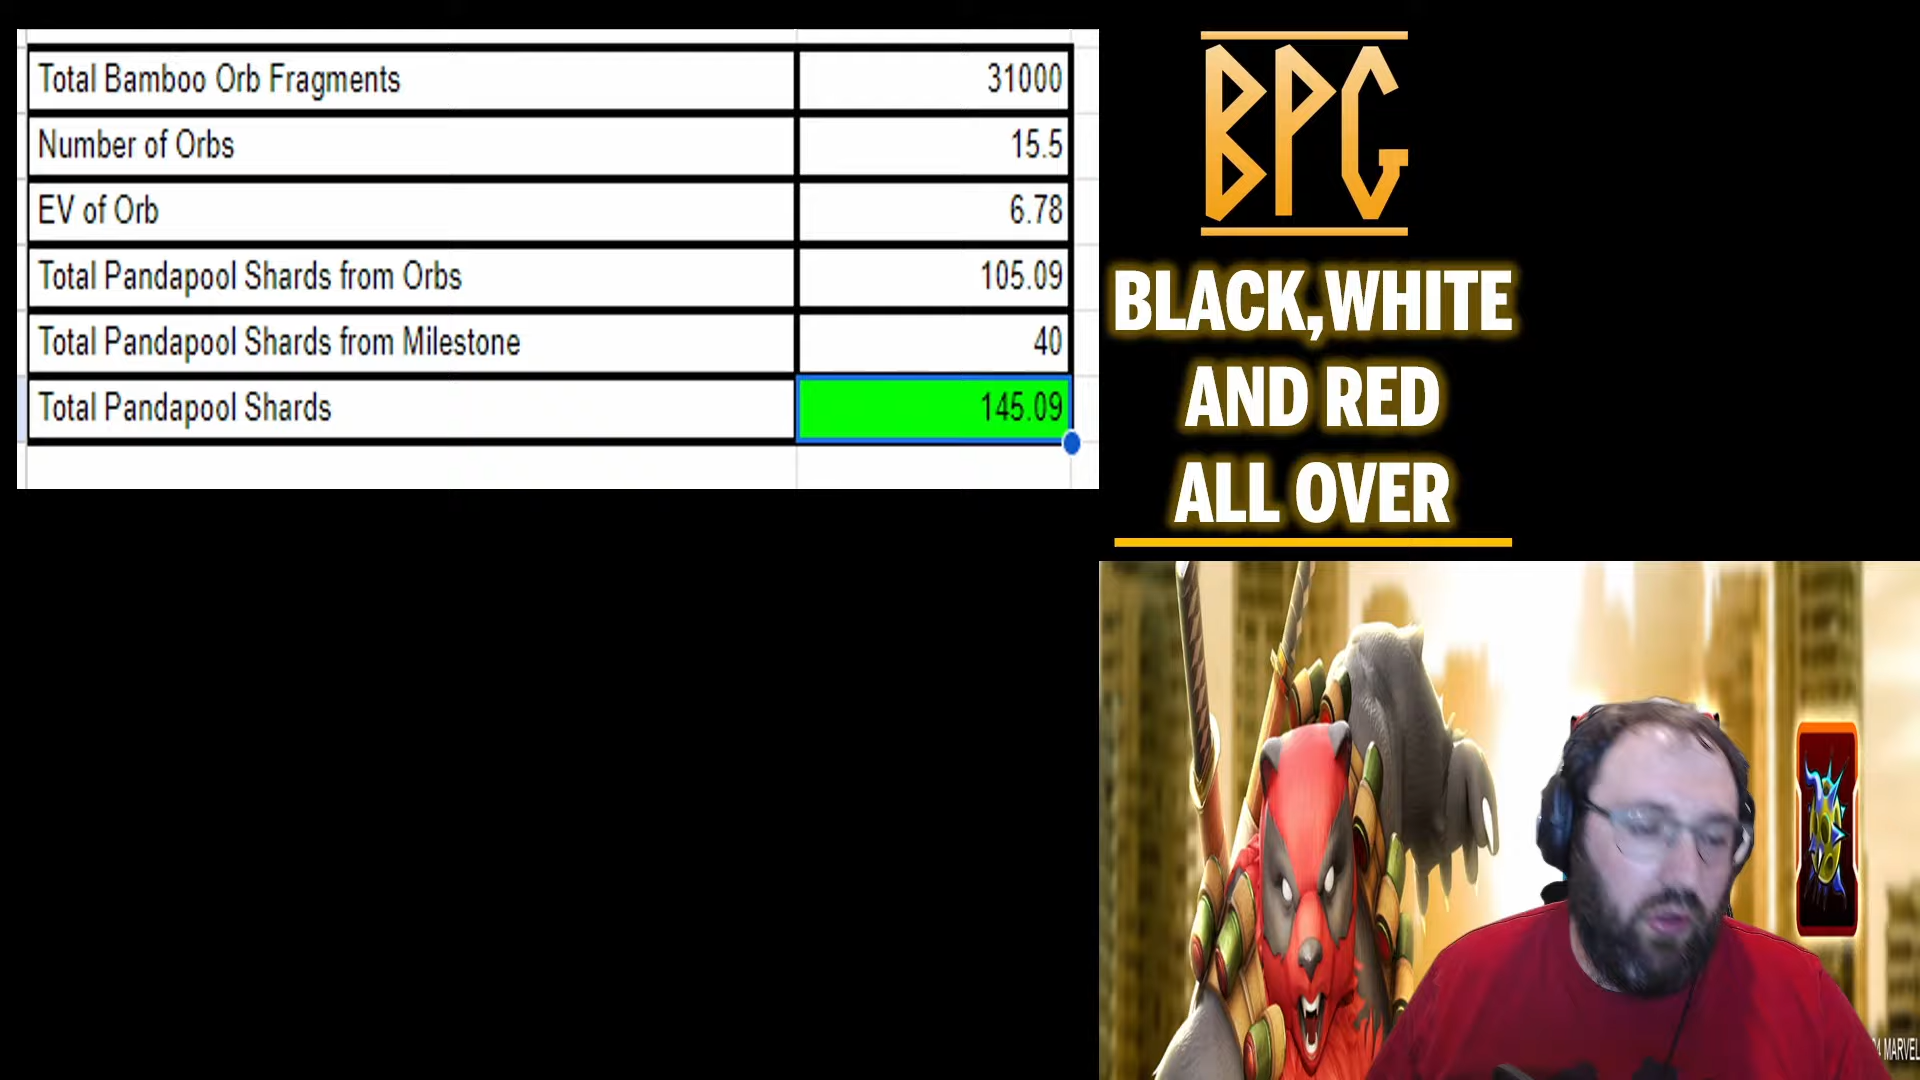 Total Bamboo Orb Fragments 31000
Number of Orbs 15.5
EV of Orb 6.78
Total Pandapool Shards from Orbs 105.09
Total Pandapool Shards from Milestone 40
Total Pandapool Shards 145.09
BPG
BLACK,WHITE
AND RED
ALL OVER
4 MARVEL